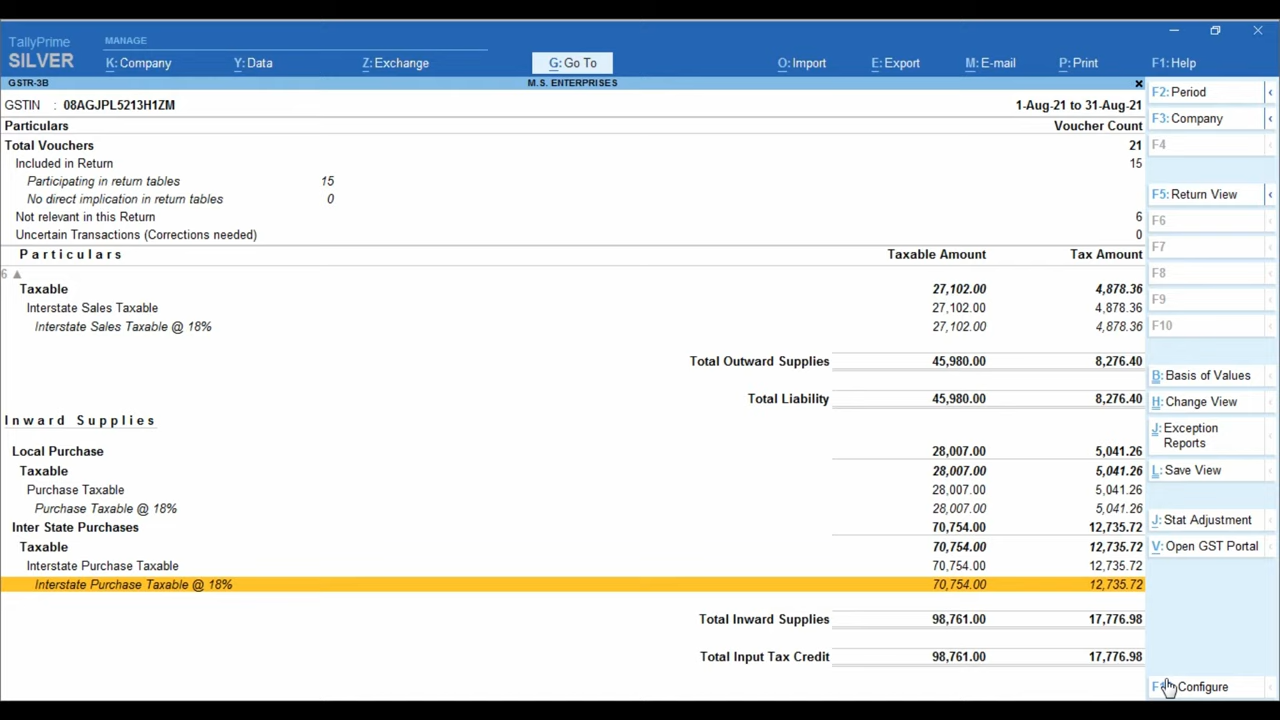 TallyPrime
SILVER
MANAGE
K: Company
Y: Data
Z: Exchange
G: Go To
O: Import
E: Export
M: E-mail
P: Print
F1: Help
GSTR-3B
M.S. ENTERPRISES
GSTIN : 08AGJPL5213H1ZM
1-Aug-21 to 31-Aug-21
Particulars Voucher Count
Total Vouchers 21
Included in Return 15
Participating in return tables 15
No direct implication in return tables 0
Not relevant in this Return 6
Uncertain Transactions (Corrections needed) 0
Particulars Taxable Amount Tax Amount
6
Taxable 27,102.00 4,878.36
Interstate Sales Taxable 27,102.00 4,878.36
Interstate Sales Taxable @ 18% 27,102.00 4,878.36
Total Outward Supplies 45,980.00 8,276.40
Total Liability 45,980.00 8,276.40
Inward Supplies
Local Purchase 28,007.00 5,041.26
Taxable 28,007.00 5,041.26
Purchase Taxable 28,007.00 5,041.26
Purchase Taxable @ 18% 28,007.00 5,041.26
Inter State Purchases 70,754.00 12,735.72
Taxable 70,754.00 12,735.72
Interstate Purchase Taxable 70,754.00 12,735.72
Interstate Purchase Taxable @ 18% 70,754.00 12,735.72
Total Inward Supplies 98,761.00 17,776.98
Total Input Tax Credit 98,761.00 17,776.98
F2: Period
F3: Company
F4
F5: Return View
F6
F7
F8
F9
F10
B: Basis of Values
H: Change View
J: Exception
Reports
L: Save View
J: Stat Adjustment
V: Open GST Portal
Configure